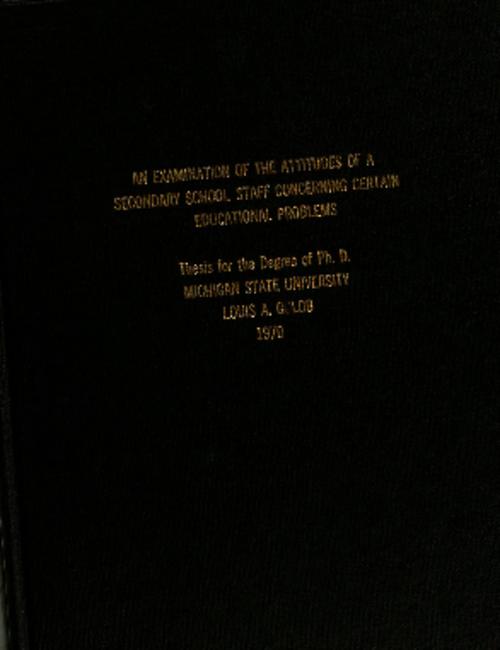 AN EXAMINATION OF THE ATTITUDES OF A
SECONDARY SCHOOL STAFF CONCERNING CERTAIN
EDUCATIONAL PROBLEMS
Thesis for the Degree of Ph. D.
MICHIGAN STATE UNIVERSITY
LOUIS A.
1970